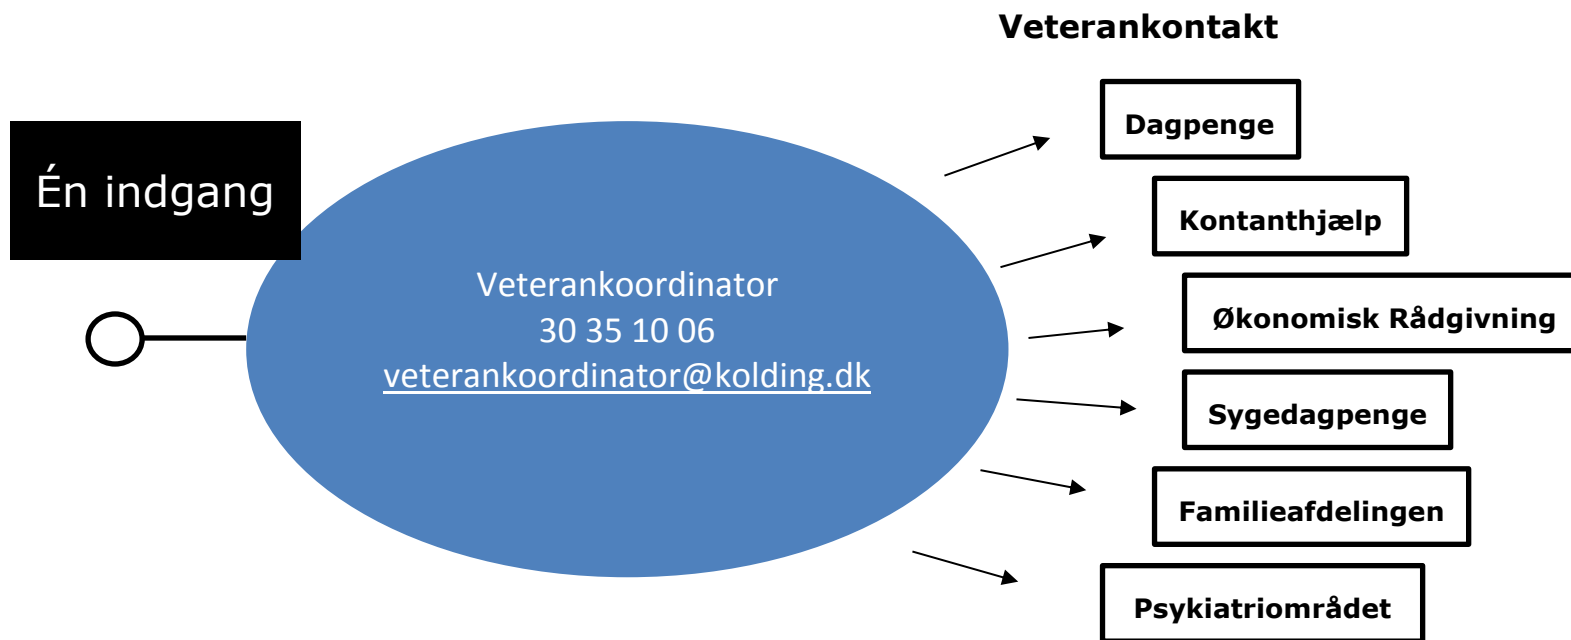 Veterankontakt
Én indgang
Veterankoordinator
30 35 10 06
veterankoordinator@kolding.dk
Dagpenge
Kontanthjælp
Økonomisk Rådgivning
Sygedagpenge
Familieafdelingen
Psykiatriområdet